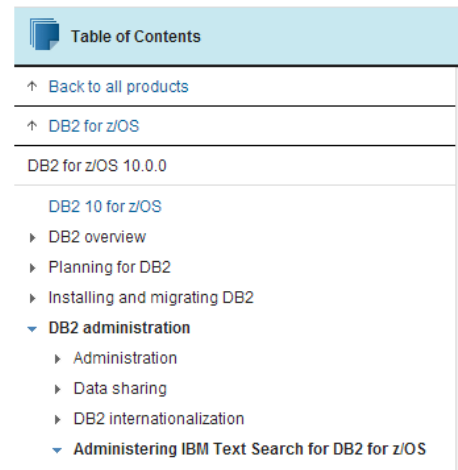 Table of Contents
Back to all products
DB2 for z/OS
DB2 for z/OS 10.0.0
DB2 10 for z/OS
DB2 overview
Planning for DB2
Installing and migrating DB2
DB2 administration
Administration
Data sharing
DB2 internationalization
Administering IBM Text Search for DB2 for z/OS